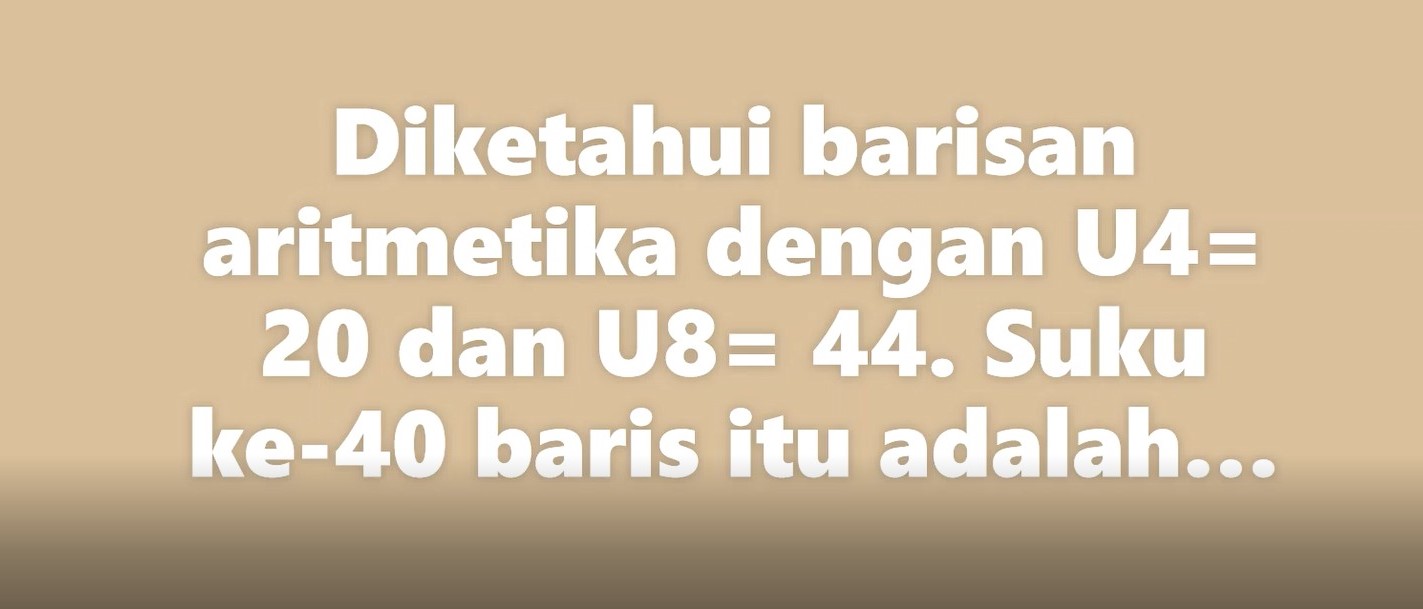 Diketahui barisan
aritmetika dengan U4=
20 dan U8= 44. Suku
ke-40 baris itu adalah...